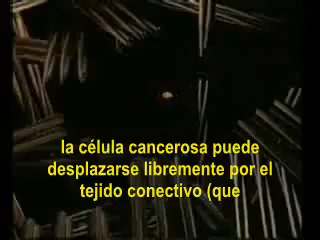 la célula cancerosa puede
desplazarse libremente por el
tejido conectivo (que